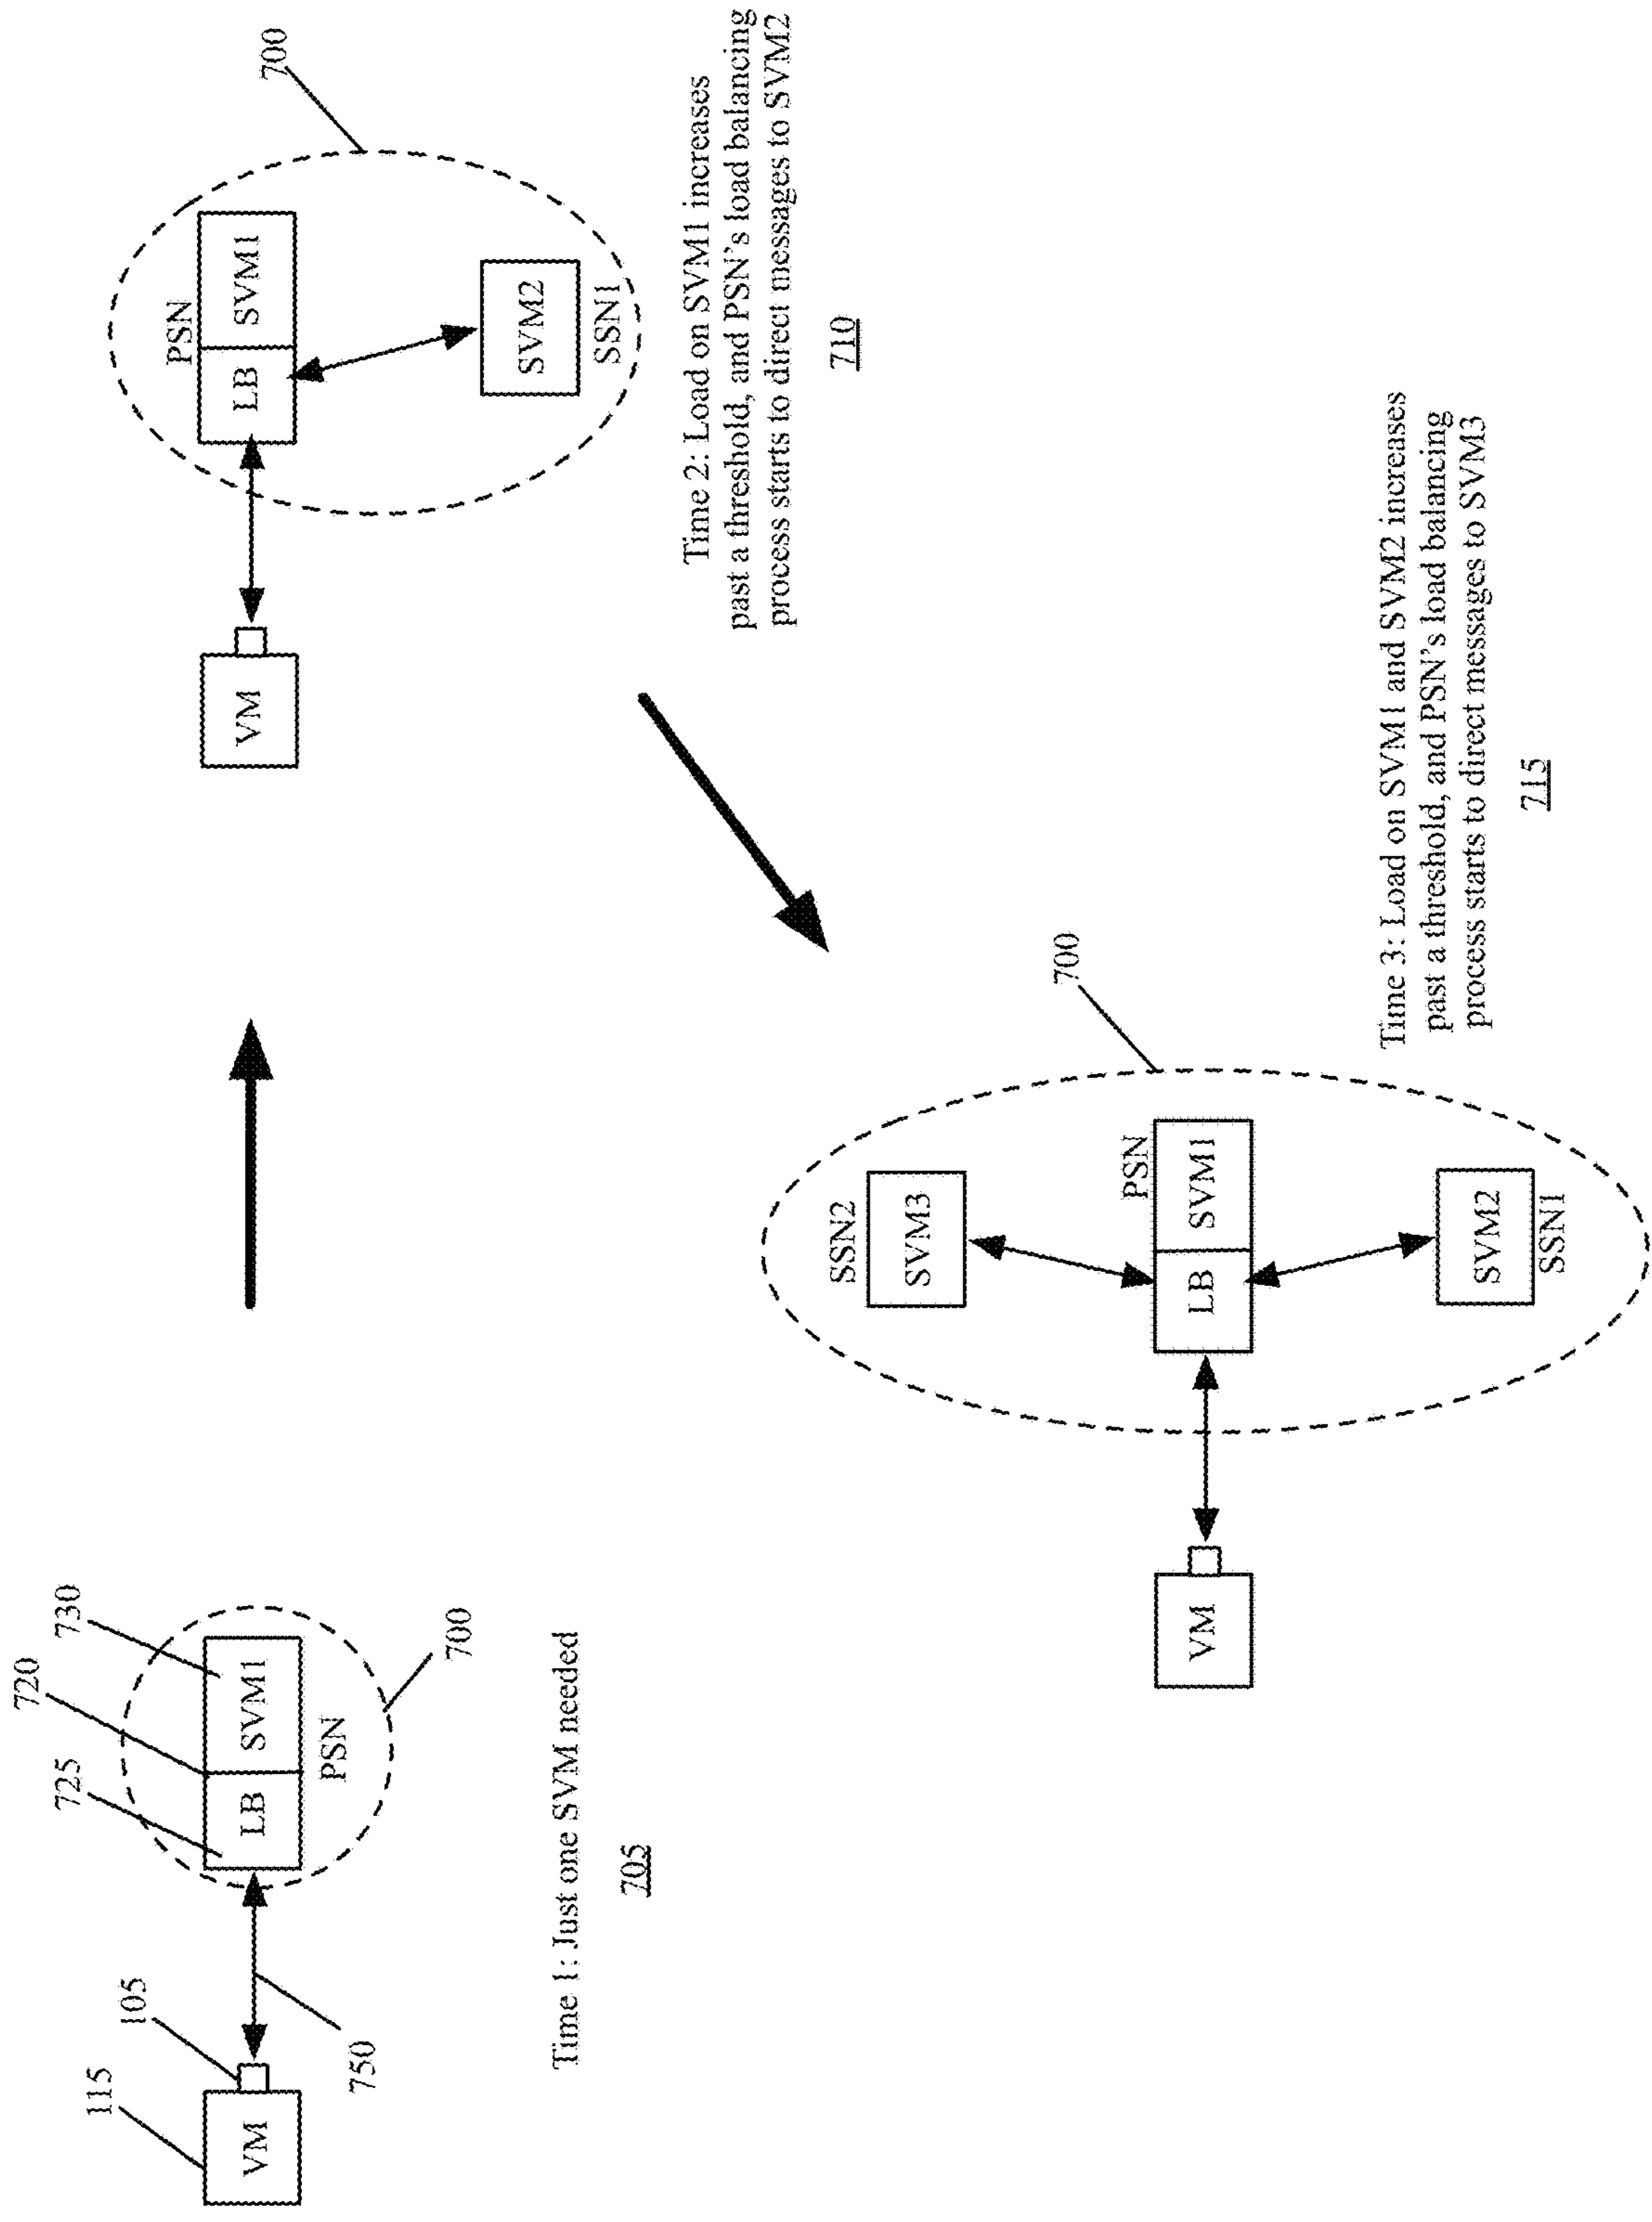 115
105
725
720
730
VM
LB
SVM1
PSN
750
700
Time 1: Just one SVM needed
705
700
VM
PSN
LB
SVM1
SVM2
SSN1
Time 2: Load on SVM1 increases
past a threshold, and PSN's load balancing
process starts to direct messages to SVM2
710
700
SSN2
SVM3
PSN
VM
LB
SVM1
SVM2
SSN1
Time 3: Load on SVM1 and SVM2 increases
past a threshold, and PSN's load balancing
process starts to direct messages to SVM3
715